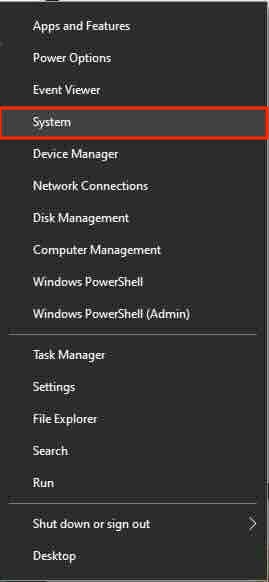 Apps and Features
Power Options
Event Viewer
System
Device Manager
Network Connections
Disk Management
Computer Management
Windows PowerShell
Windows PowerShell (Admin)
Task Manager
Settings
File Explorer
Search
Run
Shut down or sign out
Desktop